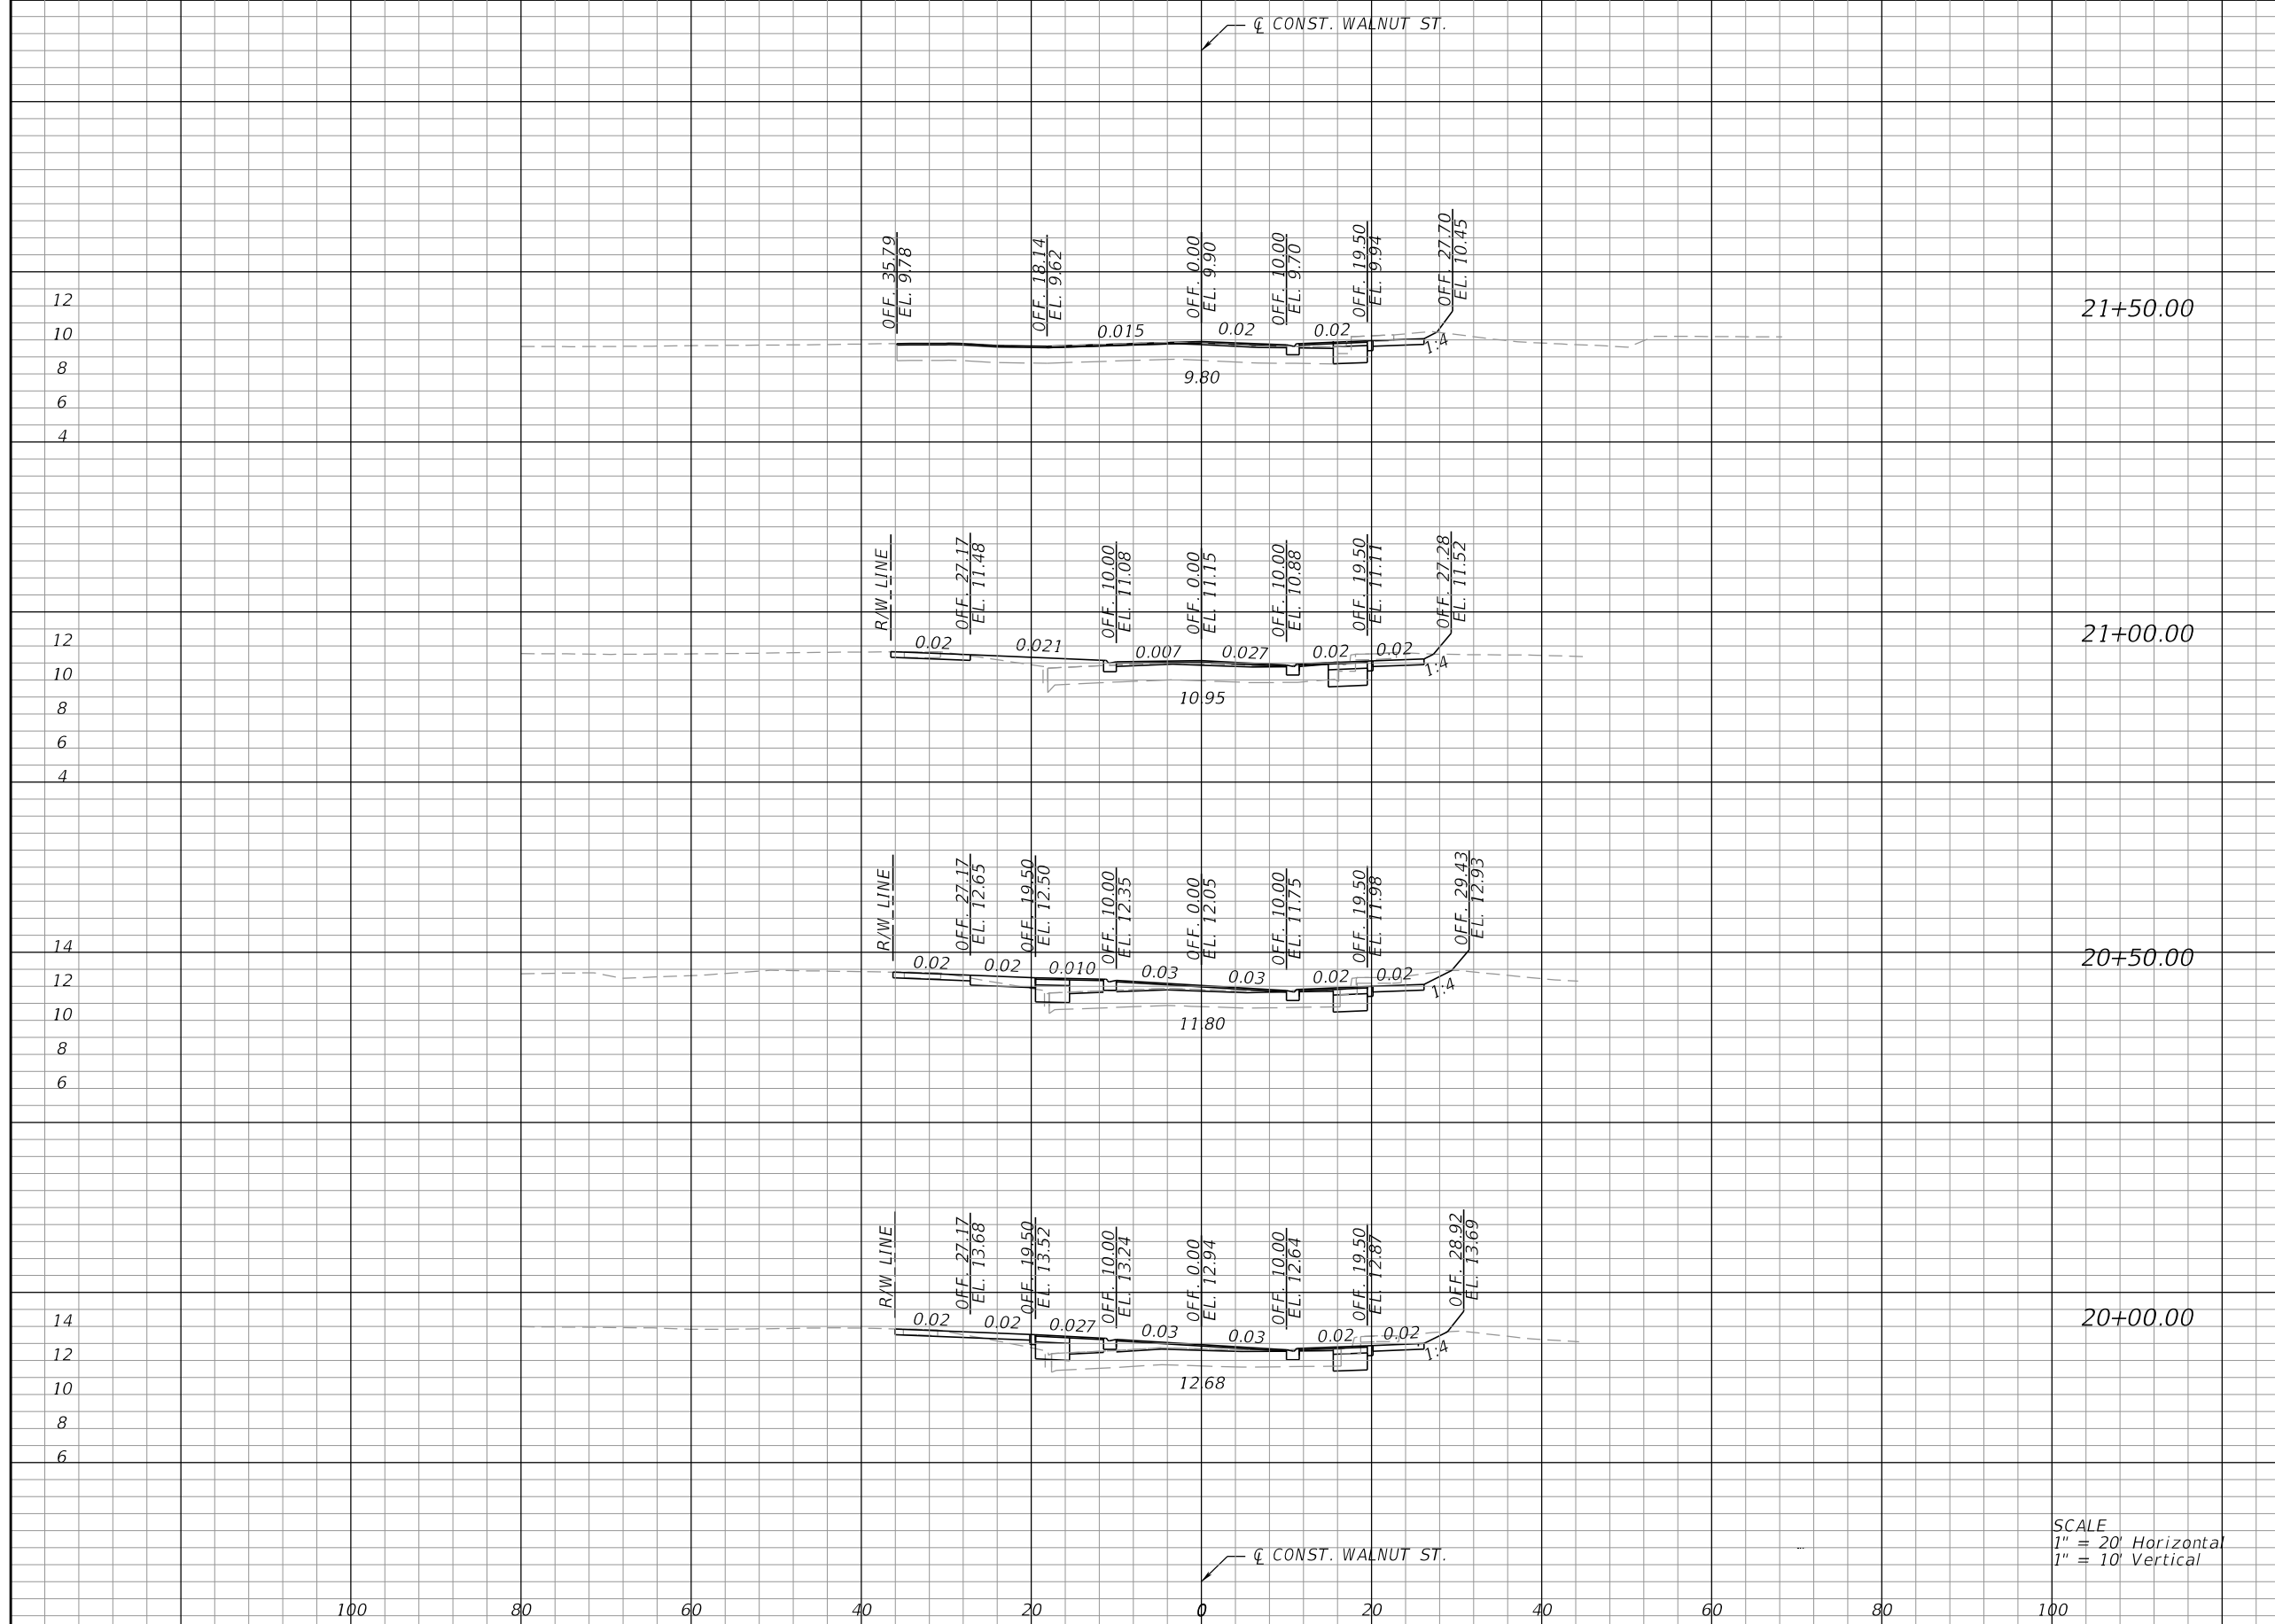 ℄ CONST. WALNUT ST.
OFF. 35.79
EL. 9.78
OFF. 18.14
EL. 9.62
OFF. 0.00
EL. 9.90
OFF. 10.00
EL. 9.70
OFF. 19.50
EL. 9.94
OFF. 27.70
EL. 10.45
12
10
8
6
4
0.015
0.02
0.02
1:4
9.80
21+50.00
R/W LINE
OFF. 27.17
EL. 11.48
OFF. 10.00
EL. 11.08
OFF. 0.00
EL. 11.15
OFF. 10.00
EL. 10.88
OFF. 19.50
EL. 11.11
OFF. 27.28
EL. 11.52
12
10
8
6
4
0.02
0.021
0.007
0.027
0.02
0.02
1:4
10.95
21+00.00
R/W LINE
OFF. 27.17
EL. 12.65
OFF. 19.50
EL. 12.50
OFF. 10.00
EL. 12.35
OFF. 0.00
EL. 12.05
OFF. 10.00
EL. 11.75
OFF. 19.50
EL. 11.98
OFF. 29.43
EL. 12.93
14
12
10
8
6
0.02
0.02
0.010
0.03
0.03
0.02
0.02
1:4
11.80
20+50.00
R/W LINE
OFF. 27.17
EL. 13.68
OFF. 19.50
EL. 13.52
OFF. 10.00
EL. 13.24
OFF. 0.00
EL. 12.94
OFF. 10.00
EL. 12.64
OFF. 19.50
EL. 12.87
OFF. 28.92
EL. 13.69
14
12
10
8
6
0.02
0.02
0.027
0.03
0.03
0.02
0.02
1:4
12.68
20+00.00
℄ CONST. WALNUT ST.
SCALE
1" = 20' Horizontal
1" = 10' Vertical
100 80 60 40 20 0 20 40 60 80 100